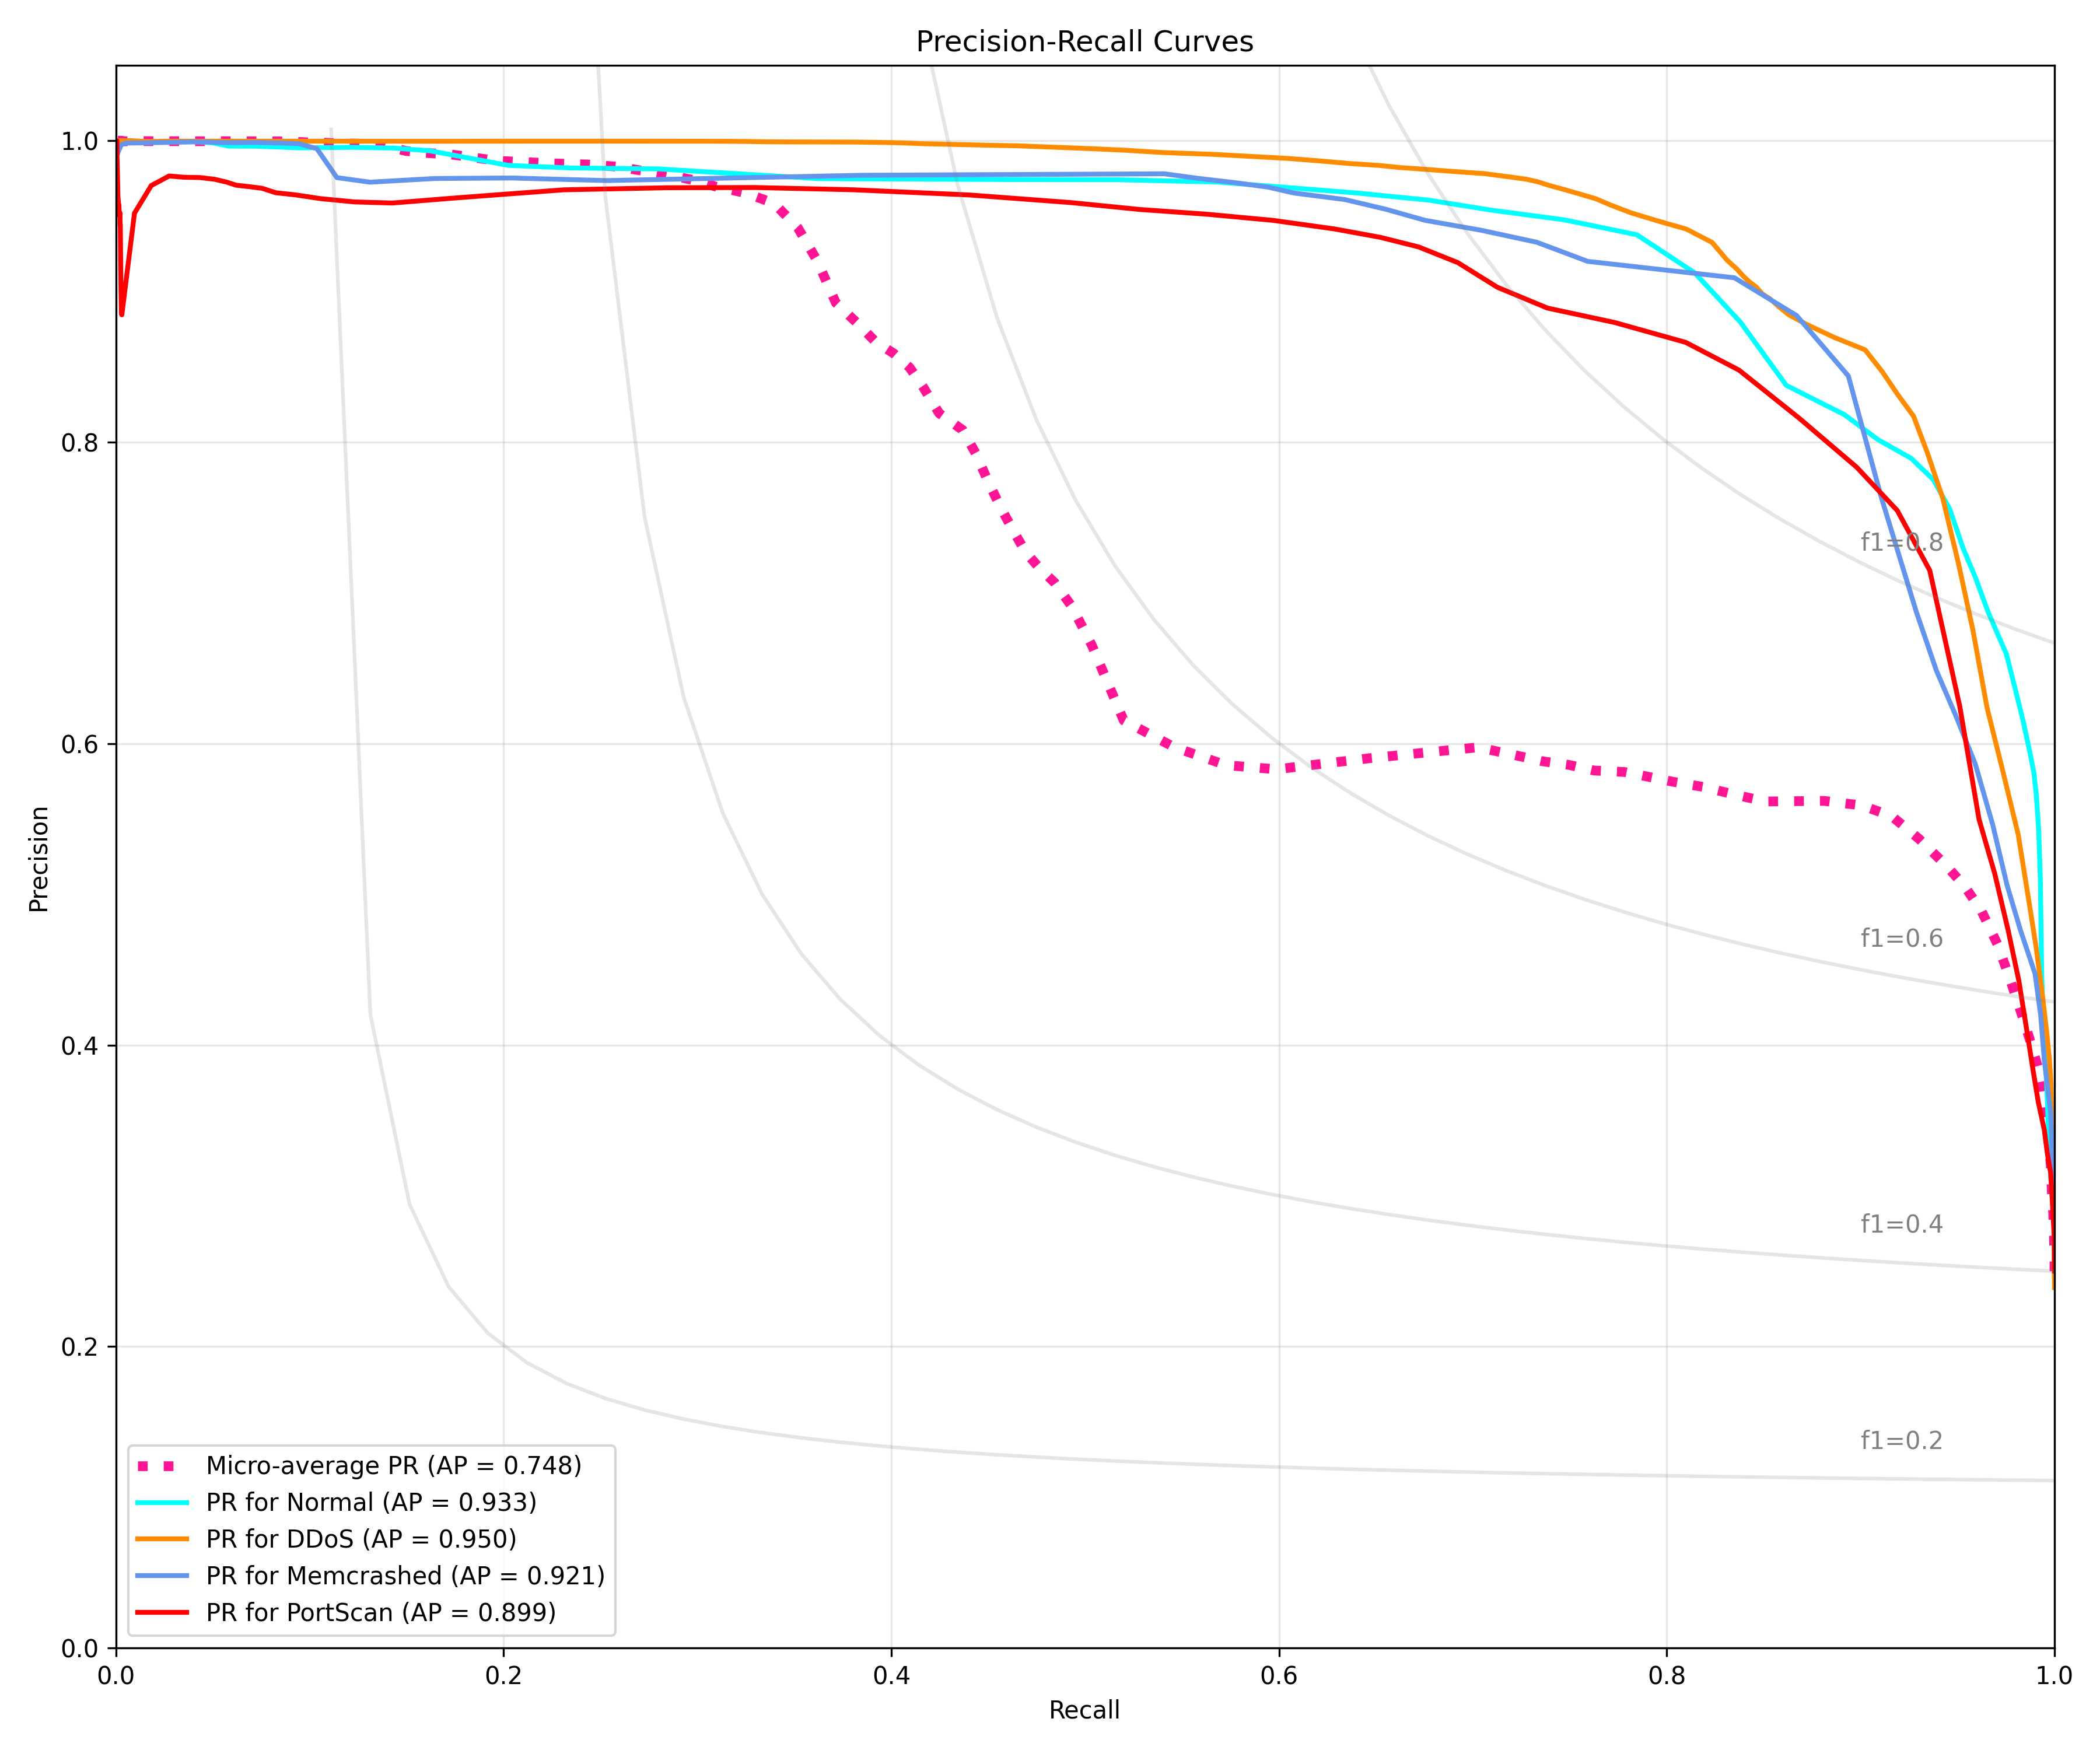 Precision-Recall Curves
Precision
1.0
0.8
0.6
0.4
0.2
0.0
f1=0.8
f1=0.6
f1=0.4
f1=0.2
Micro-average PR (AP = 0.748)
PR for Normal (AP = 0.933)
PR for DDoS (AP = 0.950)
PR for Memcrashed (AP = 0.921)
PR for PortScan (AP = 0.899)
0.0 0.2 0.4 0.6 0.8 1.0
Recall